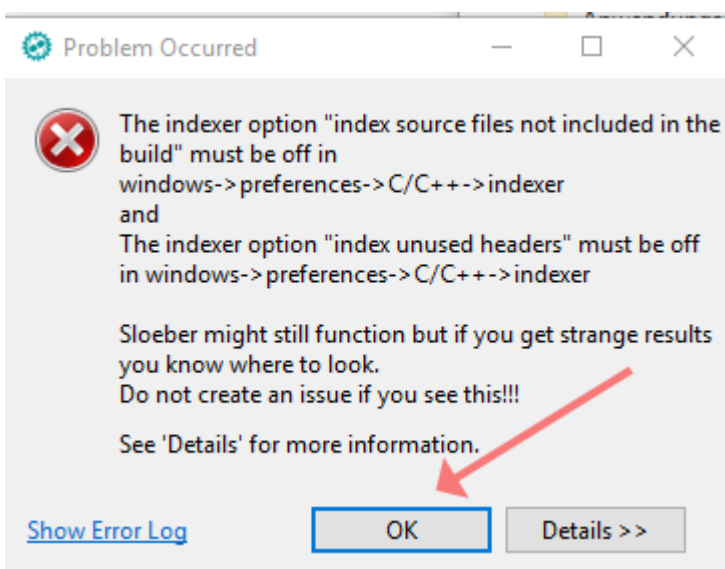 Problem Occurred
The indexer option "index source files not included in the
build" must be off in
windows->preferences->C/C++->indexer
and
The indexer option "index unused headers" must be off
in windows->preferences->C/C++->indexer
Sloeber might still function but if you get strange results
you know where to look.
Do not create an issue if you see this!!!
See 'Details' for more information.
Show Error Log
OK
Details >>